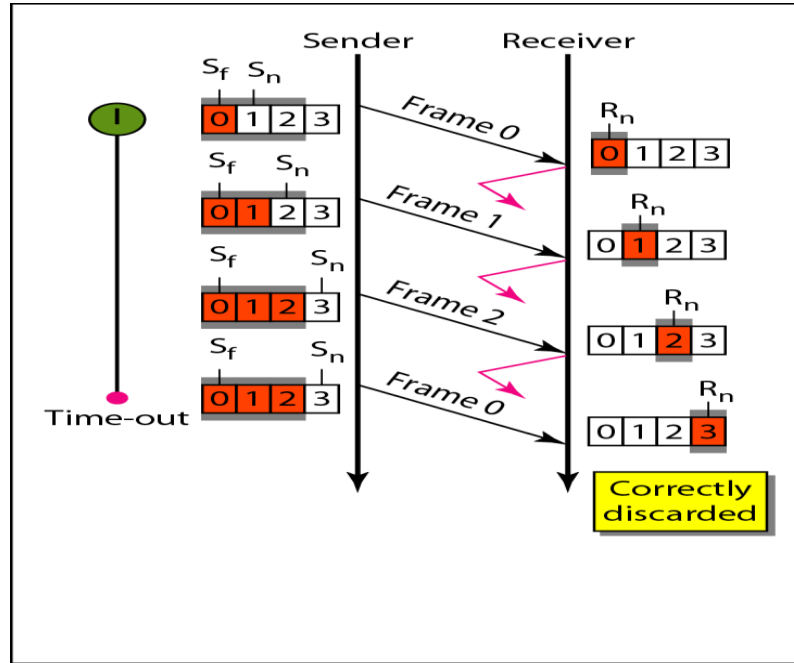 Sender Receiver
Sf Sn
0 1 2 3
Frame 0
Rn
0 1 2 3
Sf Sn
0 1 2 3
Frame 1
Rn
0 1 2 3
Sf Sn
0 1 2 3
Frame 2
Rn
0 1 2 3
Sf Sn
0 1 2 3
Frame 0
Rn
0 1 2 3
Time-out
Correctly
discarded